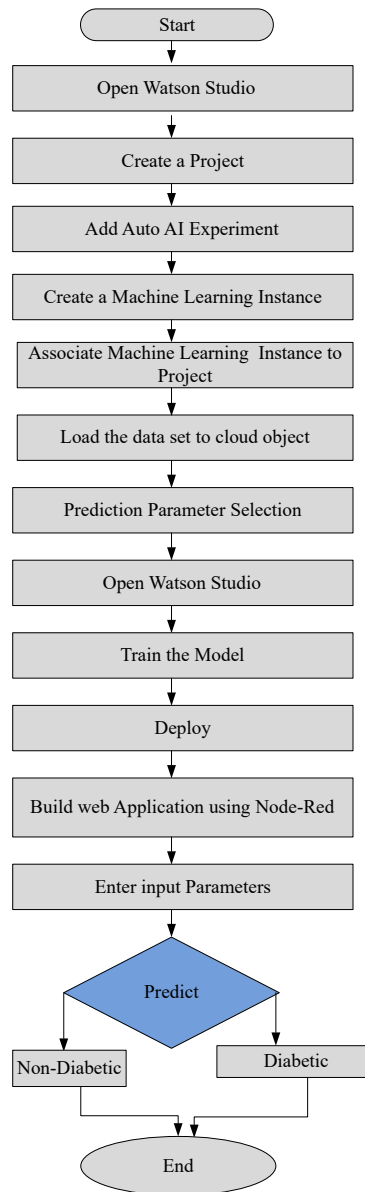 Start
Open Watson Studio
Create a Project
Add Auto AI Experiment
Create a Machine Learning Instance
Associate Machine Learning Instance to
Project
Load the data set to cloud object
Prediction Parameter Selection
Open Watson Studio
Train the Model
Deploy
Build web Application using Node-Red
Enter input Parameters
Predict
Non-Diabetic
Diabetic
End